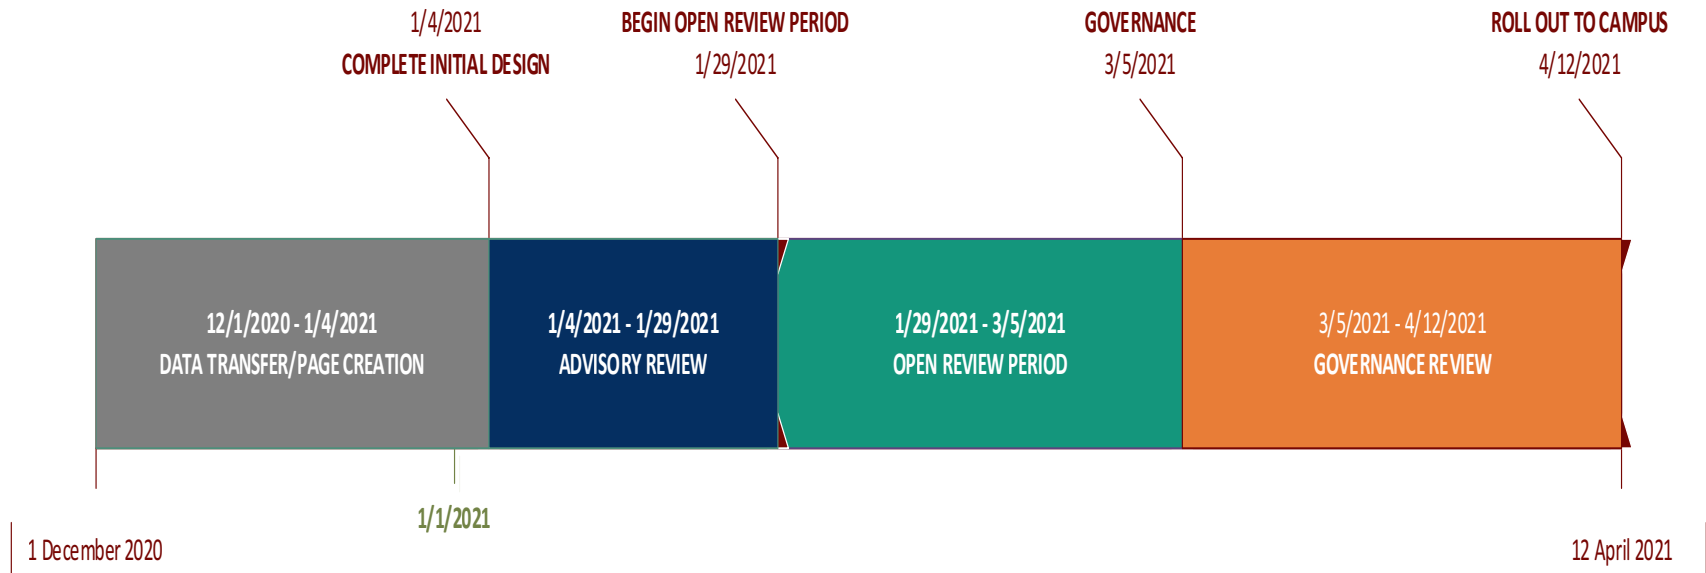 1/4/2021
COMPLETE INITIAL DESIGN
BEGIN OPEN REVIEW PERIOD
1/29/2021
GOVERNANCE
3/5/2021
ROLL OUT TO CAMPUS
4/12/2021
12/1/2020 - 1/4/2021
DATA TRANSFER/PAGE CREATION
1/4/2021 - 1/29/2021
ADVISORY REVIEW
1/29/2021 - 3/5/2021
OPEN REVIEW PERIOD
3/5/2021 - 4/12/2021
GOVERNANCE REVIEW
1/1/2021
1 December 2020
12 April 2021